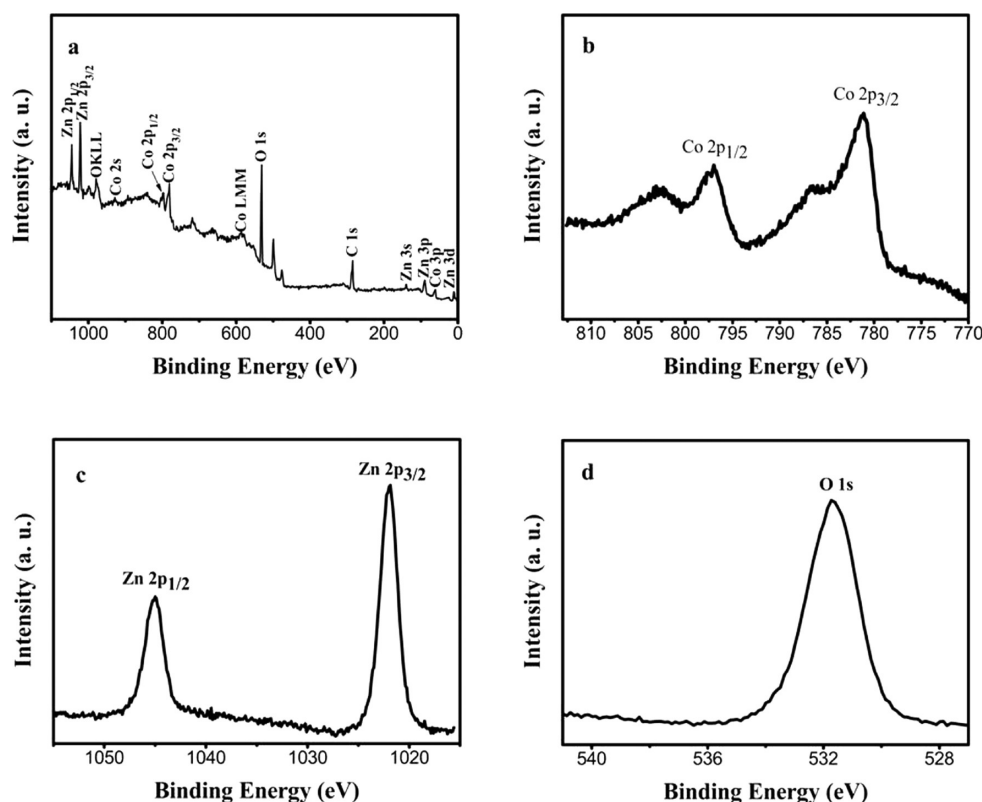 a
Zn 2p1/2
Zn 2p3/2
OKLL
Co 2s
Co 2p1/2
Co 2p3/2
Co LMM
O 1s
C 1s
Zn 3s
Zn 3p
Co 3p
Zn 3d
Intensity (a. u.)
1000 800 600 400 200 0
Binding Energy (eV)
b
Co 2p1/2
Co 2p3/2
Intensity (a. u.)
810 805 800 795 790 785 780 775 770
Binding Energy (eV)
c
Zn 2p1/2
Zn 2p3/2
Intensity (a. u.)
1050 1040 1030 1020
Binding Energy (eV)
d
O 1s
Intensity (a. u.)
540 536 532 528
Binding Energy (eV)